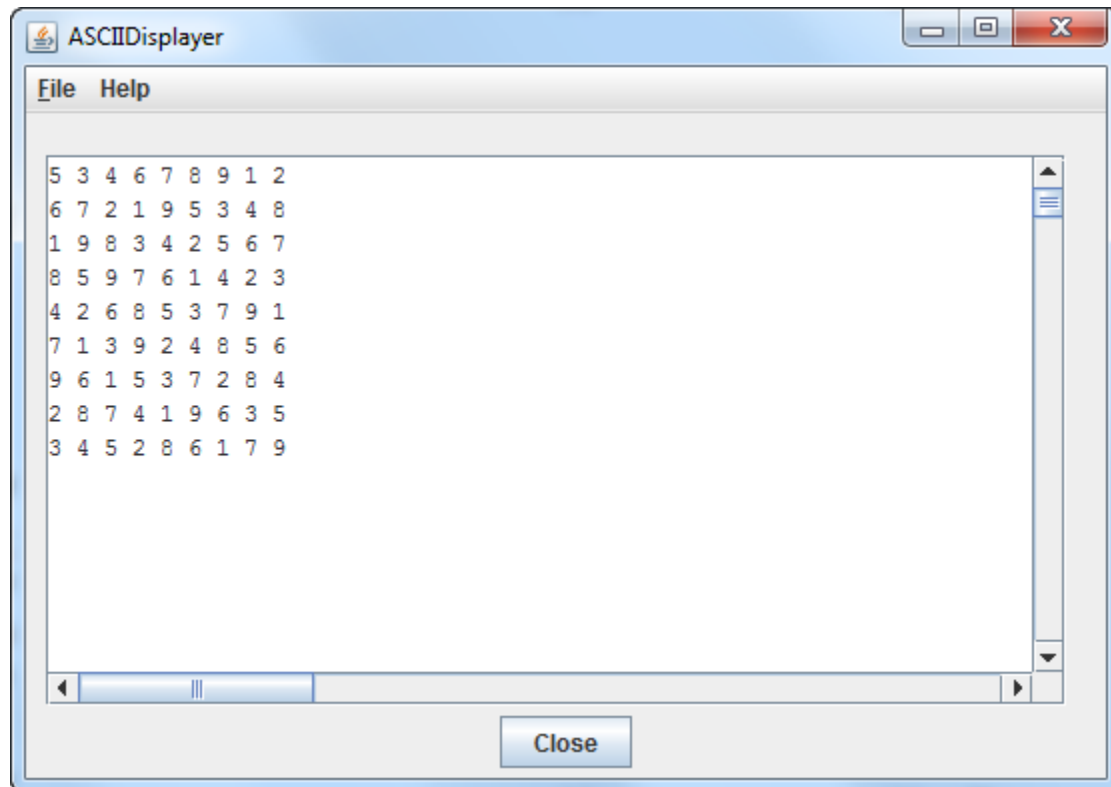 ASCIIDisplayer
File Help
5 3 4 6 7 8 9 1 2
6 7 2 1 9 5 3 4 8
1 9 8 3 4 2 5 6 7
8 5 9 7 6 1 4 2 3
4 2 6 8 5 3 7 9 1
7 1 3 9 2 4 8 5 6
9 6 1 5 3 7 2 8 4
2 8 7 4 1 9 6 3 5
3 4 5 2 8 6 1 7 9
Close